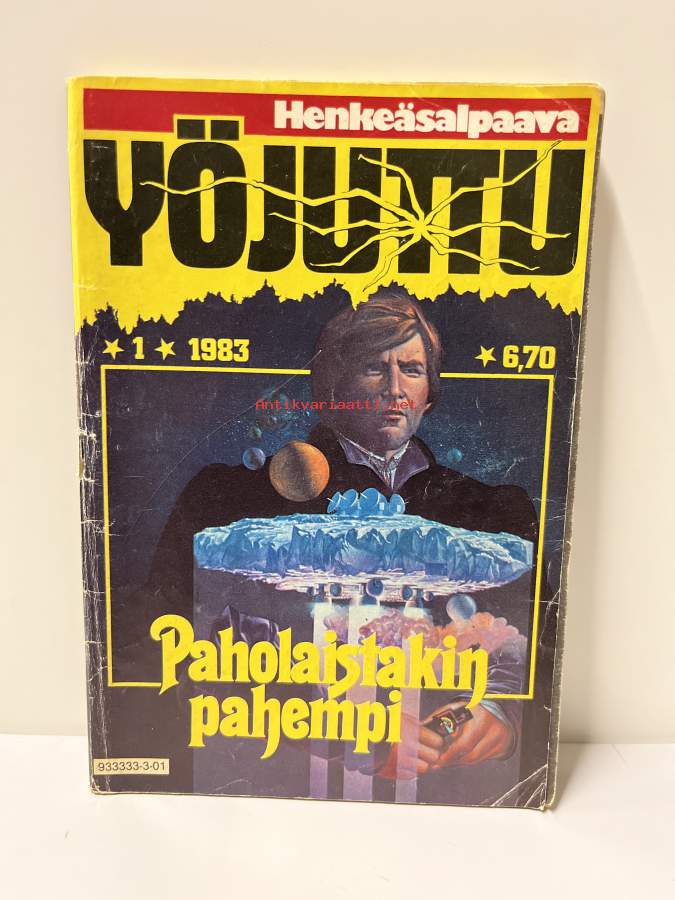 Henkeäsalpaava
YÖJUTTU
★ 1 ★ 1983
★ 6,70
Antikvariaatti.net
Paholaistakin
pahempi
933333-3-01